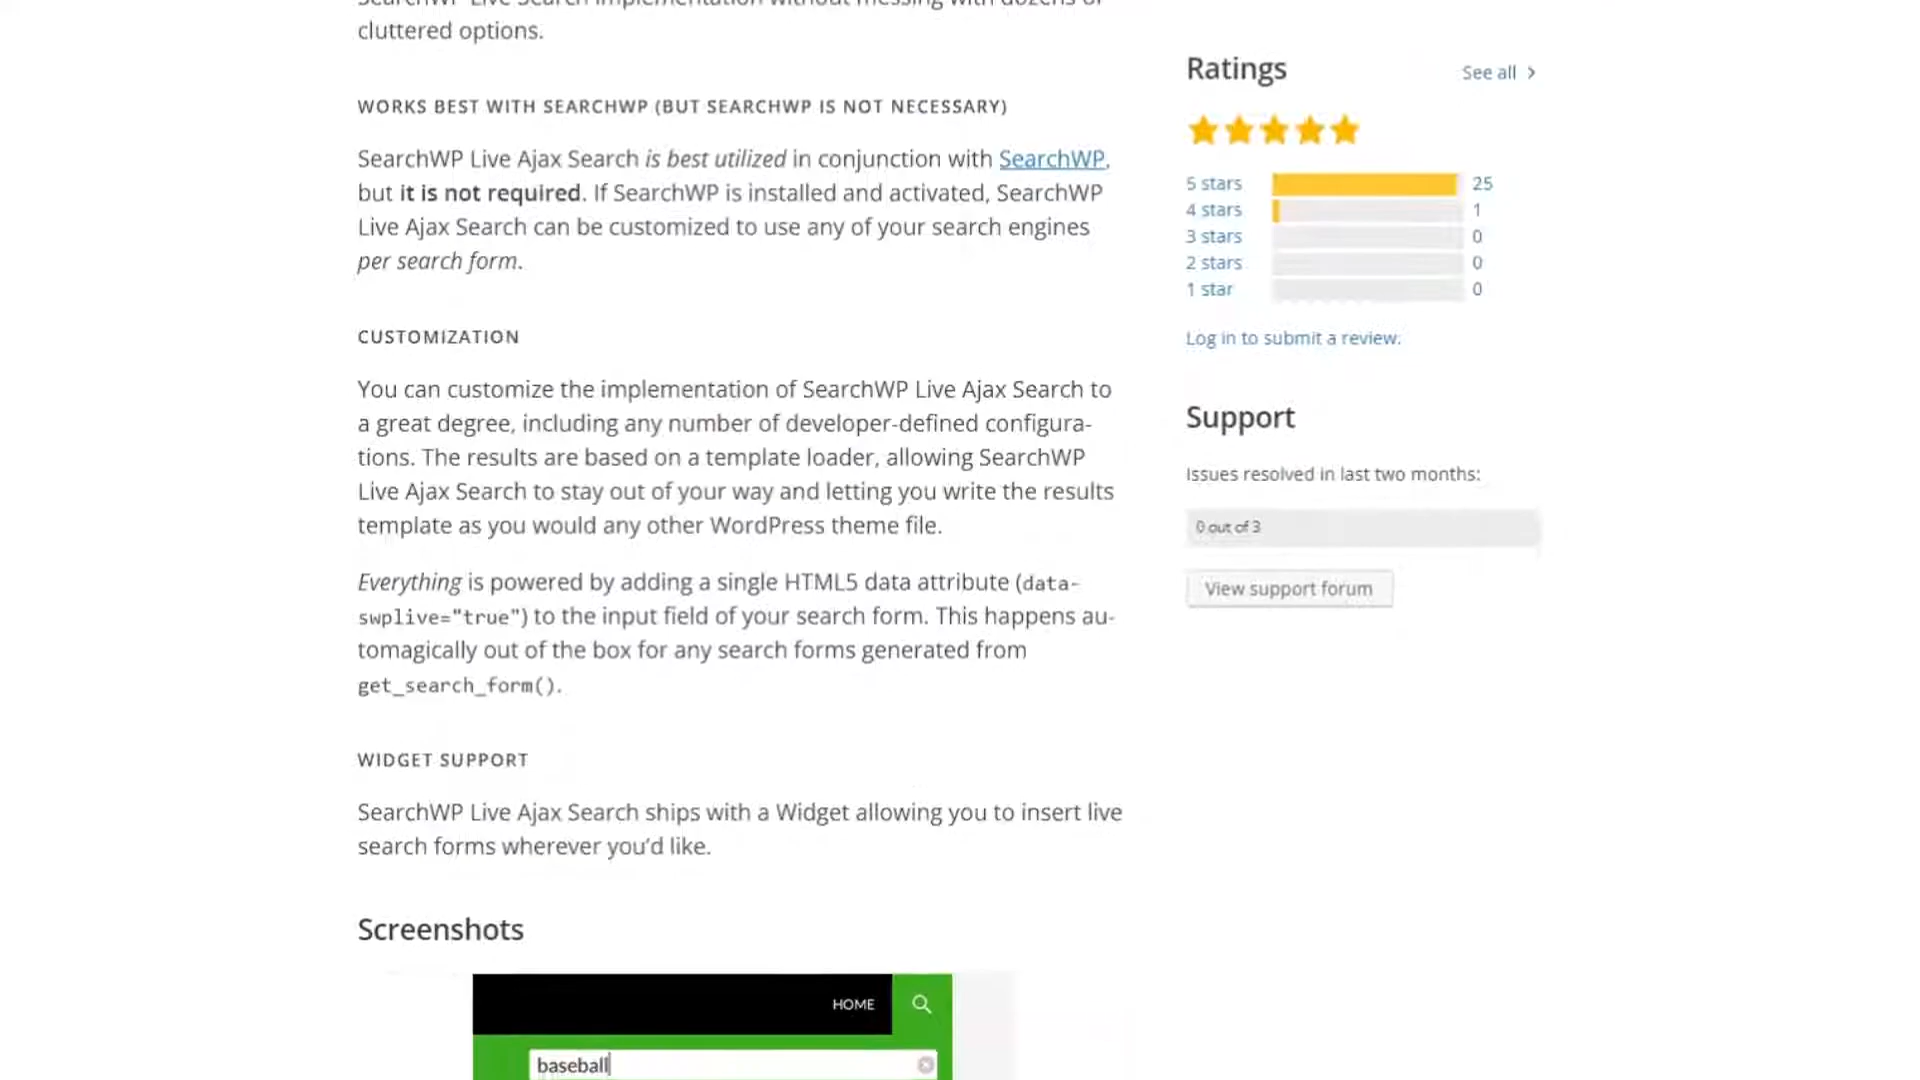 cluttered options.
WORKS BEST WITH SEARCHWP (BUT SEARCHWP IS NOT NECESSARY)
SearchWP Live Ajax Search is best utilized in conjunction with SearchWP,
but it is not required. If SearchWP is installed and activated, SearchWP
Live Ajax Search can be customized to use any of your search engines
per search form.
CUSTOMIZATION
You can customize the implementation of SearchWP Live Ajax Search to
a great degree, including any number of developer-defined configura-
tions. The results are based on a template loader, allowing SearchWP
Live Ajax Search to stay out of your way and letting you write the results
template as you would any other WordPress theme file.
Everything is powered by adding a single HTML5 data attribute (data-
swplive="true") to the input field of your search form. This happens au-
tomagically out of the box for any search forms generated from
get_search_form().
WIDGET SUPPORT
SearchWP Live Ajax Search ships with a Widget allowing you to insert live
search forms wherever you’d like.
Screenshots
HOME
baseball
Ratings
See all
5 stars 25
4 stars 1
3 stars 0
2 stars 0
1 star 0
Log in to submit a review.
Support
Issues resolved in last two months:
0 out of 3
View support forum